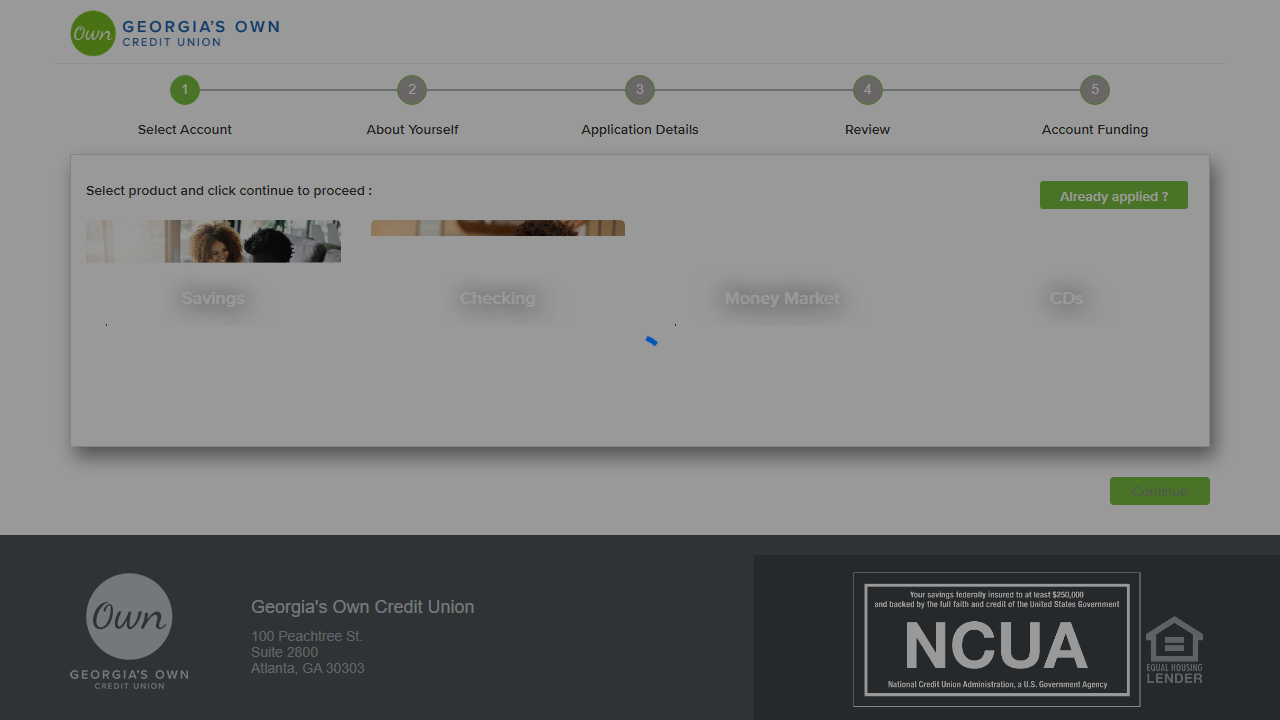 Own
GEORGIA'S OWN
CREDIT UNION
1
2
3
4
5
Select Account
About Yourself
Application Details
Review
Account Funding
Select product and click continue to proceed :
Already applied ?
Savings
Checking
Money Market
CDs
Continue
Own
GEORGIA'S OWN
CREDIT UNION
Georgia's Own Credit Union
100 Peachtree St.
Suite 2800
Atlanta, GA 30303
Your savings federally insured to at least $250,000
and backed by the full faith and credit of the United States Government
NCUA
National Credit Union Administration, a U.S. Government Agency
EQUAL HOUSING
LENDER